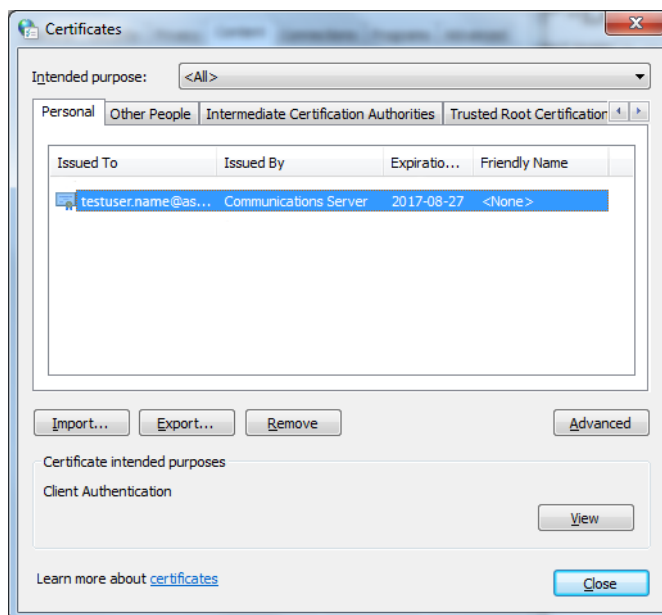 Certificates
Intended purpose: <All>
Personal Other People Intermediate Certification Authorities Trusted Root Certification
Issued To Issued By Expiratio... Friendly Name
testuser.name@as... Communications Server 2017-08-27 <None>
Import... Export... Remove Advanced
Certificate intended purposes
Client Authentication
View
Learn more about certificates
Close